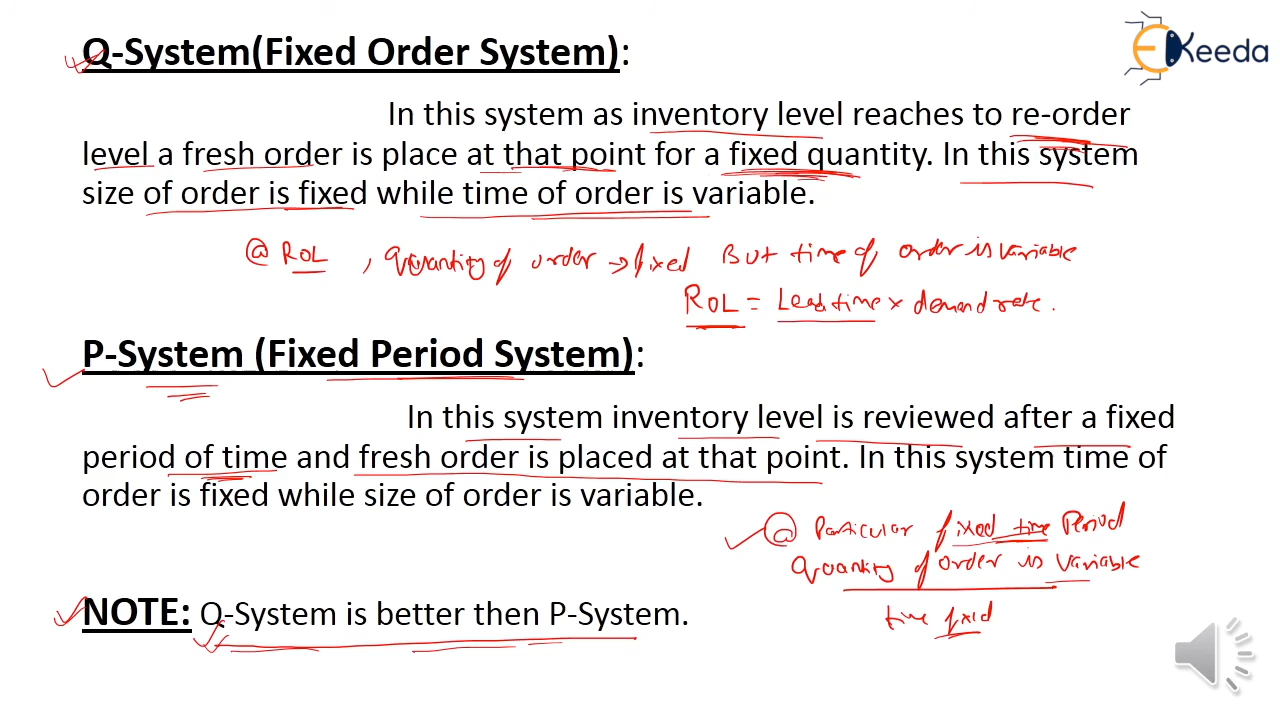 Q-System(Fixed Order System):
EKeeda
In this system as inventory level reaches to re-order
level a fresh order is place at that point for a fixed quantity. In this system
size of order is fixed while time of order is variable.
@ ROL , Quantity of order → fixed But time of order is variable
ROL = Lead time × demand rate.
P-System (Fixed Period System):
In this system inventory level is reviewed after a fixed
period of time and fresh order is placed at that point. In this system time of
order is fixed while size of order is variable.
@ Particular fixed time Period
Quantity of order is variable
time fixed
NOTE: Q-System is better then P-System.